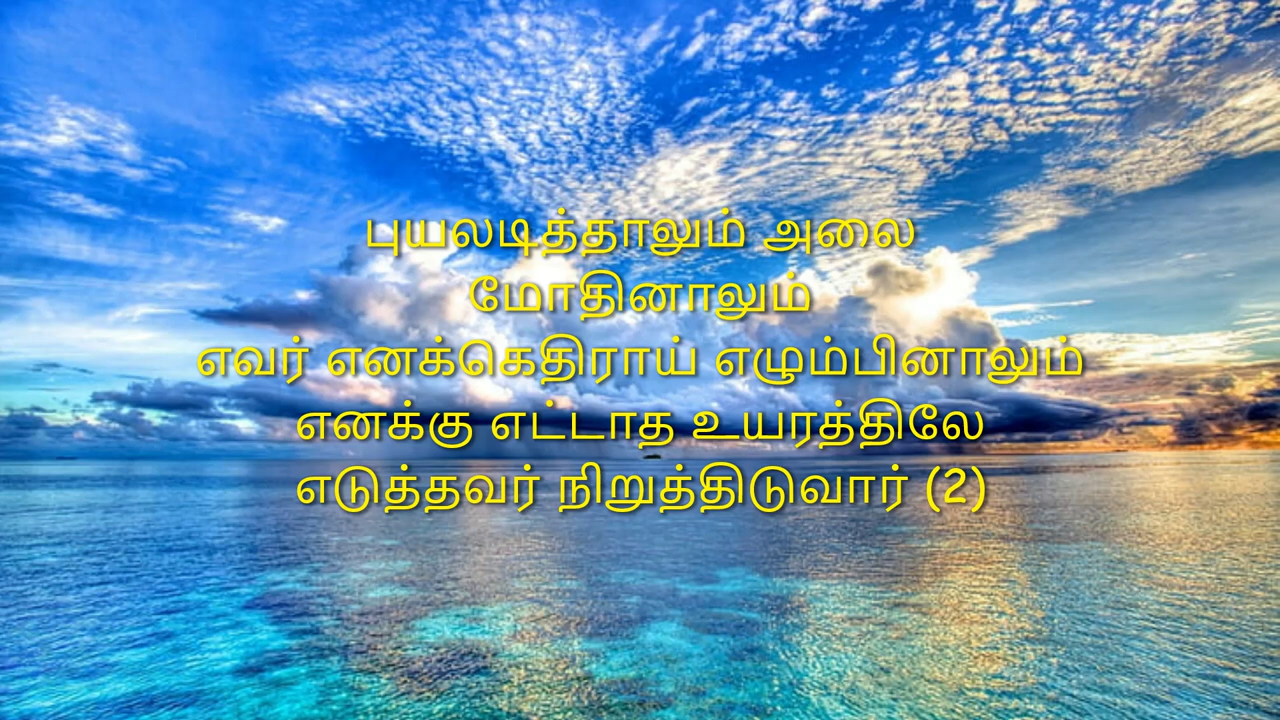 புயலடித்தாலும் அலை
மோதினாலும்
எவர் எனக்கெதிராய் எழும்பினாலும்
எனக்கு எட்டாத உயரத்திலே
எடுத்தவர் நிறுத்திடுவார் (2)